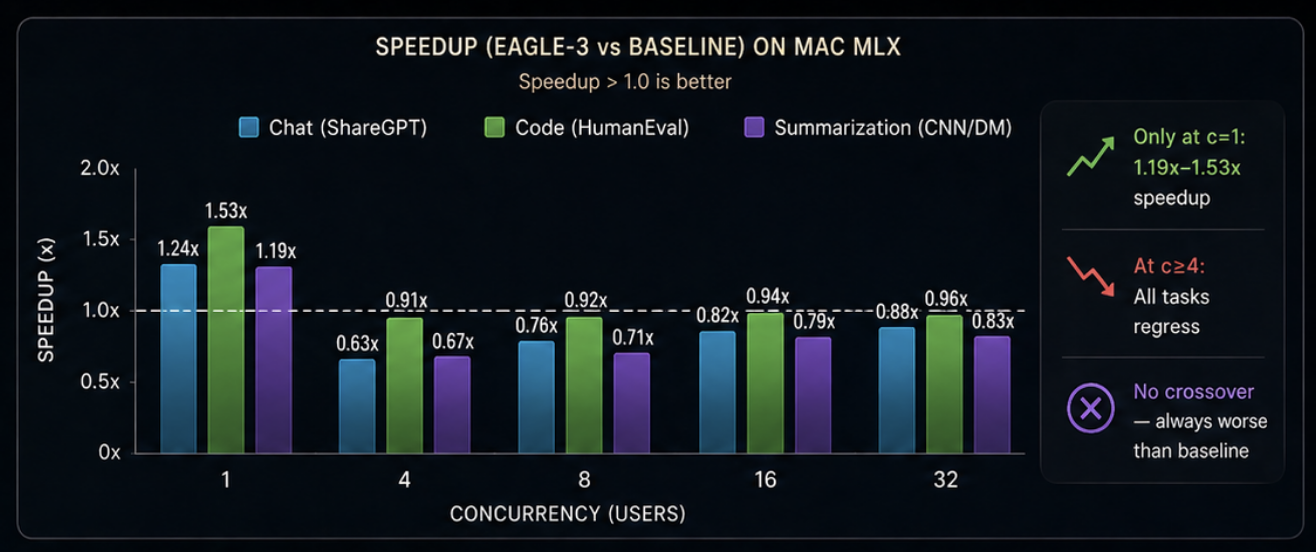 SPEEDUP (EAGLE-3 vs BASELINE) ON MAC MLX
Speedup > 1.0 is better
Chat (ShareGPT)
Code (HumanEval)
Summarization (CNN/DM)
SPEEDUP (x)
2.0x
1.5x
1.0x
0.5x
0x
1.24x
1.53x
1.19x
0.63x
0.91x
0.67x
0.76x
0.92x
0.71x
0.82x
0.94x
0.79x
0.88x
0.96x
0.83x
1
4
8
16
32
CONCURRENCY (USERS)
Only at c=1:
1.19x–1.53x
speedup
At c≥4:
All tasks
regress
No crossover
— always worse
than baseline